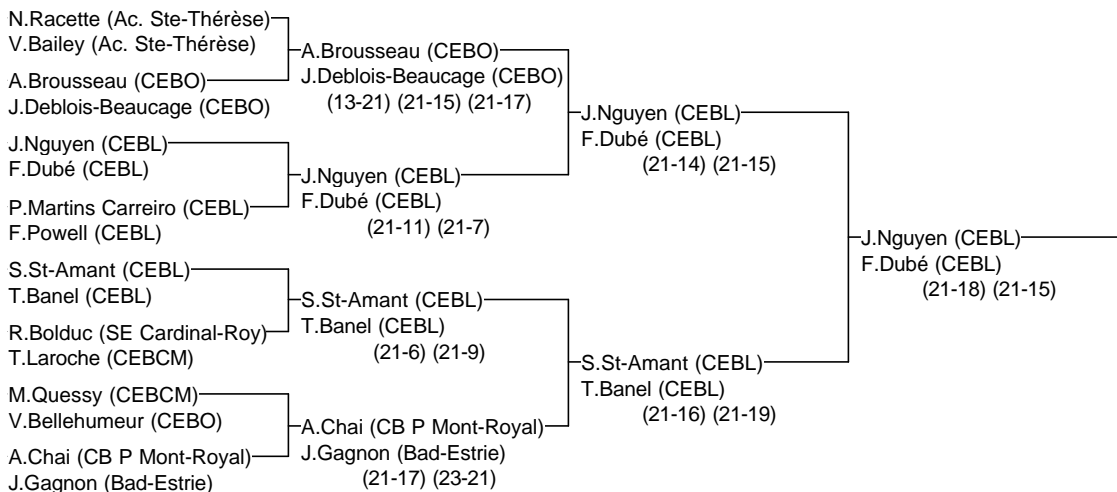 N.Racette (Ac. Ste-Thérèse)
V.Bailey (Ac. Ste-Thérèse)
A.Brousseau (CEBO)
J.Deblois-Beaucage (CEBO)
J.Nguyen (CEBL)
F.Dubé (CEBL)
P.Martins Carreiro (CEBL)
F.Powell (CEBL)
S.St-Amant (CEBL)
T.Banel (CEBL)
R.Bolduc (SE Cardinal-Roy)
T.Laroche (CEBCM)
M.Quessy (CEBCM)
V.Bellehumeur (CEBO)
A.Chai (CB P Mont-Royal)
J.Gagnon (Bad-Estrie)
A.Brousseau (CEBO)
J.Deblois-Beaucage (CEBO)
(13-21) (21-15) (21-17)
J.Nguyen (CEBL)
F.Dubé (CEBL)
(21-11) (21-7)
S.St-Amant (CEBL)
T.Banel (CEBL)
(21-6) (21-9)
A.Chai (CB P Mont-Royal)
J.Gagnon (Bad-Estrie)
(21-17) (23-21)
J.Nguyen (CEBL)
F.Dubé (CEBL)
(21-14) (21-15)
S.St-Amant (CEBL)
T.Banel (CEBL)
(21-16) (21-19)
J.Nguyen (CEBL)
F.Dubé (CEBL)
(21-18) (21-15)